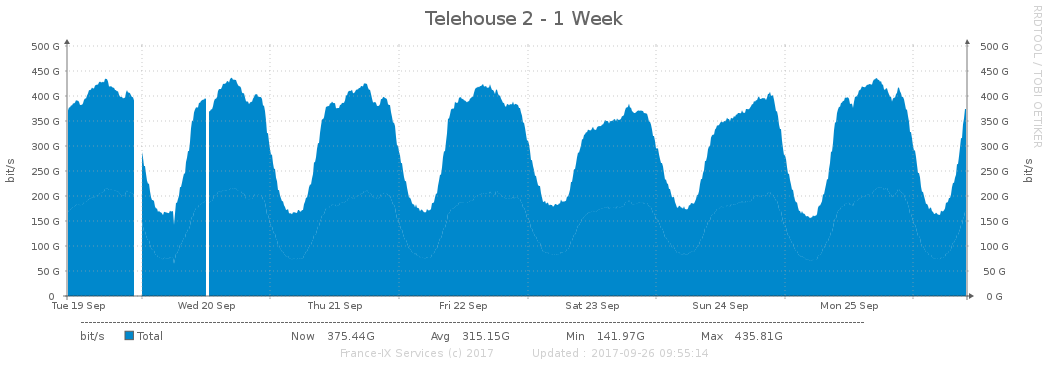 Telehouse 2 - 1 Week
RRDTOOL / TOBI OETIKER
bit/s
bit/s
500 G 500 G
450 G 450 G
400 G 400 G
350 G 350 G
300 G 300 G
250 G 250 G
200 G 200 G
150 G 150 G
100 G 100 G
50 G 50 G
0 0 G
Tue 19 Sep Wed 20 Sep Thu 21 Sep Fri 22 Sep Sat 23 Sep Sun 24 Sep Mon 25 Sep
bit/s Total Now 375.44G Avg 315.15G Min 141.97G Max 435.81G
France-IX Services (c) 2017 Updated : 2017-09-26 09:55:14